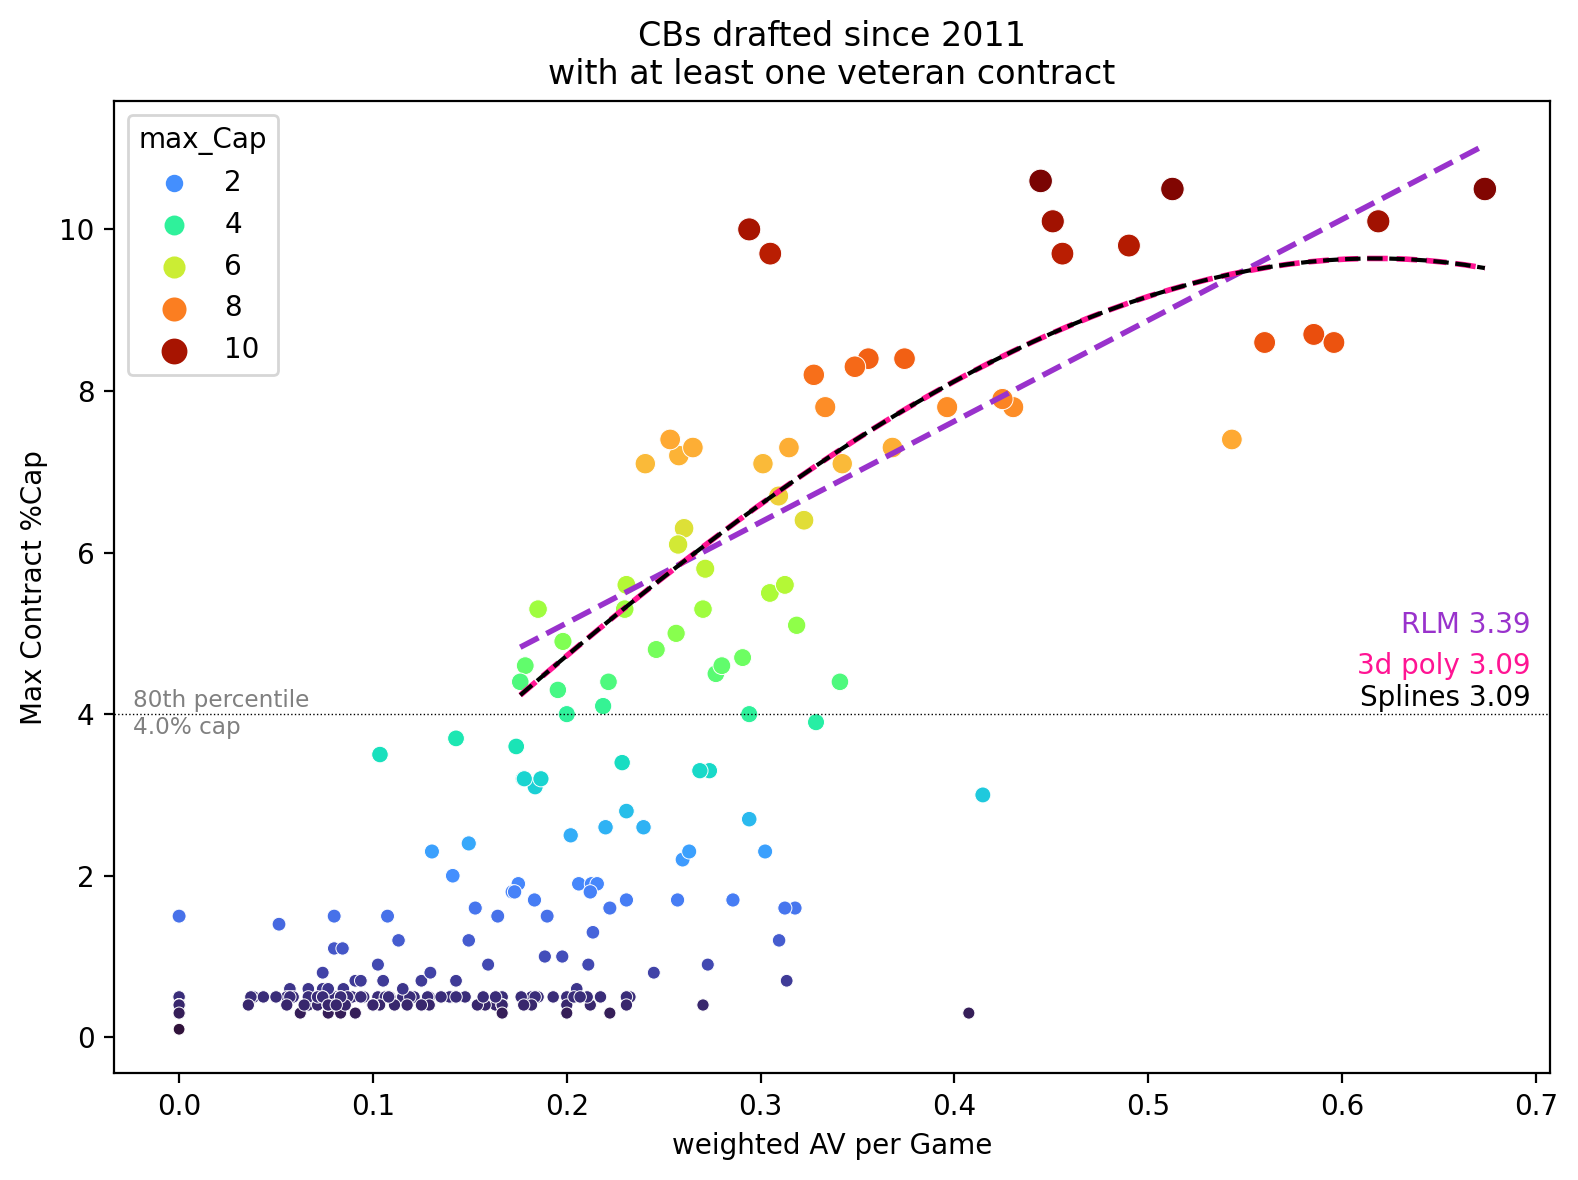 CBs drafted since 2011
with at least one veteran contract
max_Cap
2
4
6
8
10
10
8
6
4
2
0
Max Contract %Cap
80th percentile
4.0% cap
RLM 3.39
3d poly 3.09
Splines 3.09
0.0 0.1 0.2 0.3 0.4 0.5 0.6 0.7
weighted AV per Game